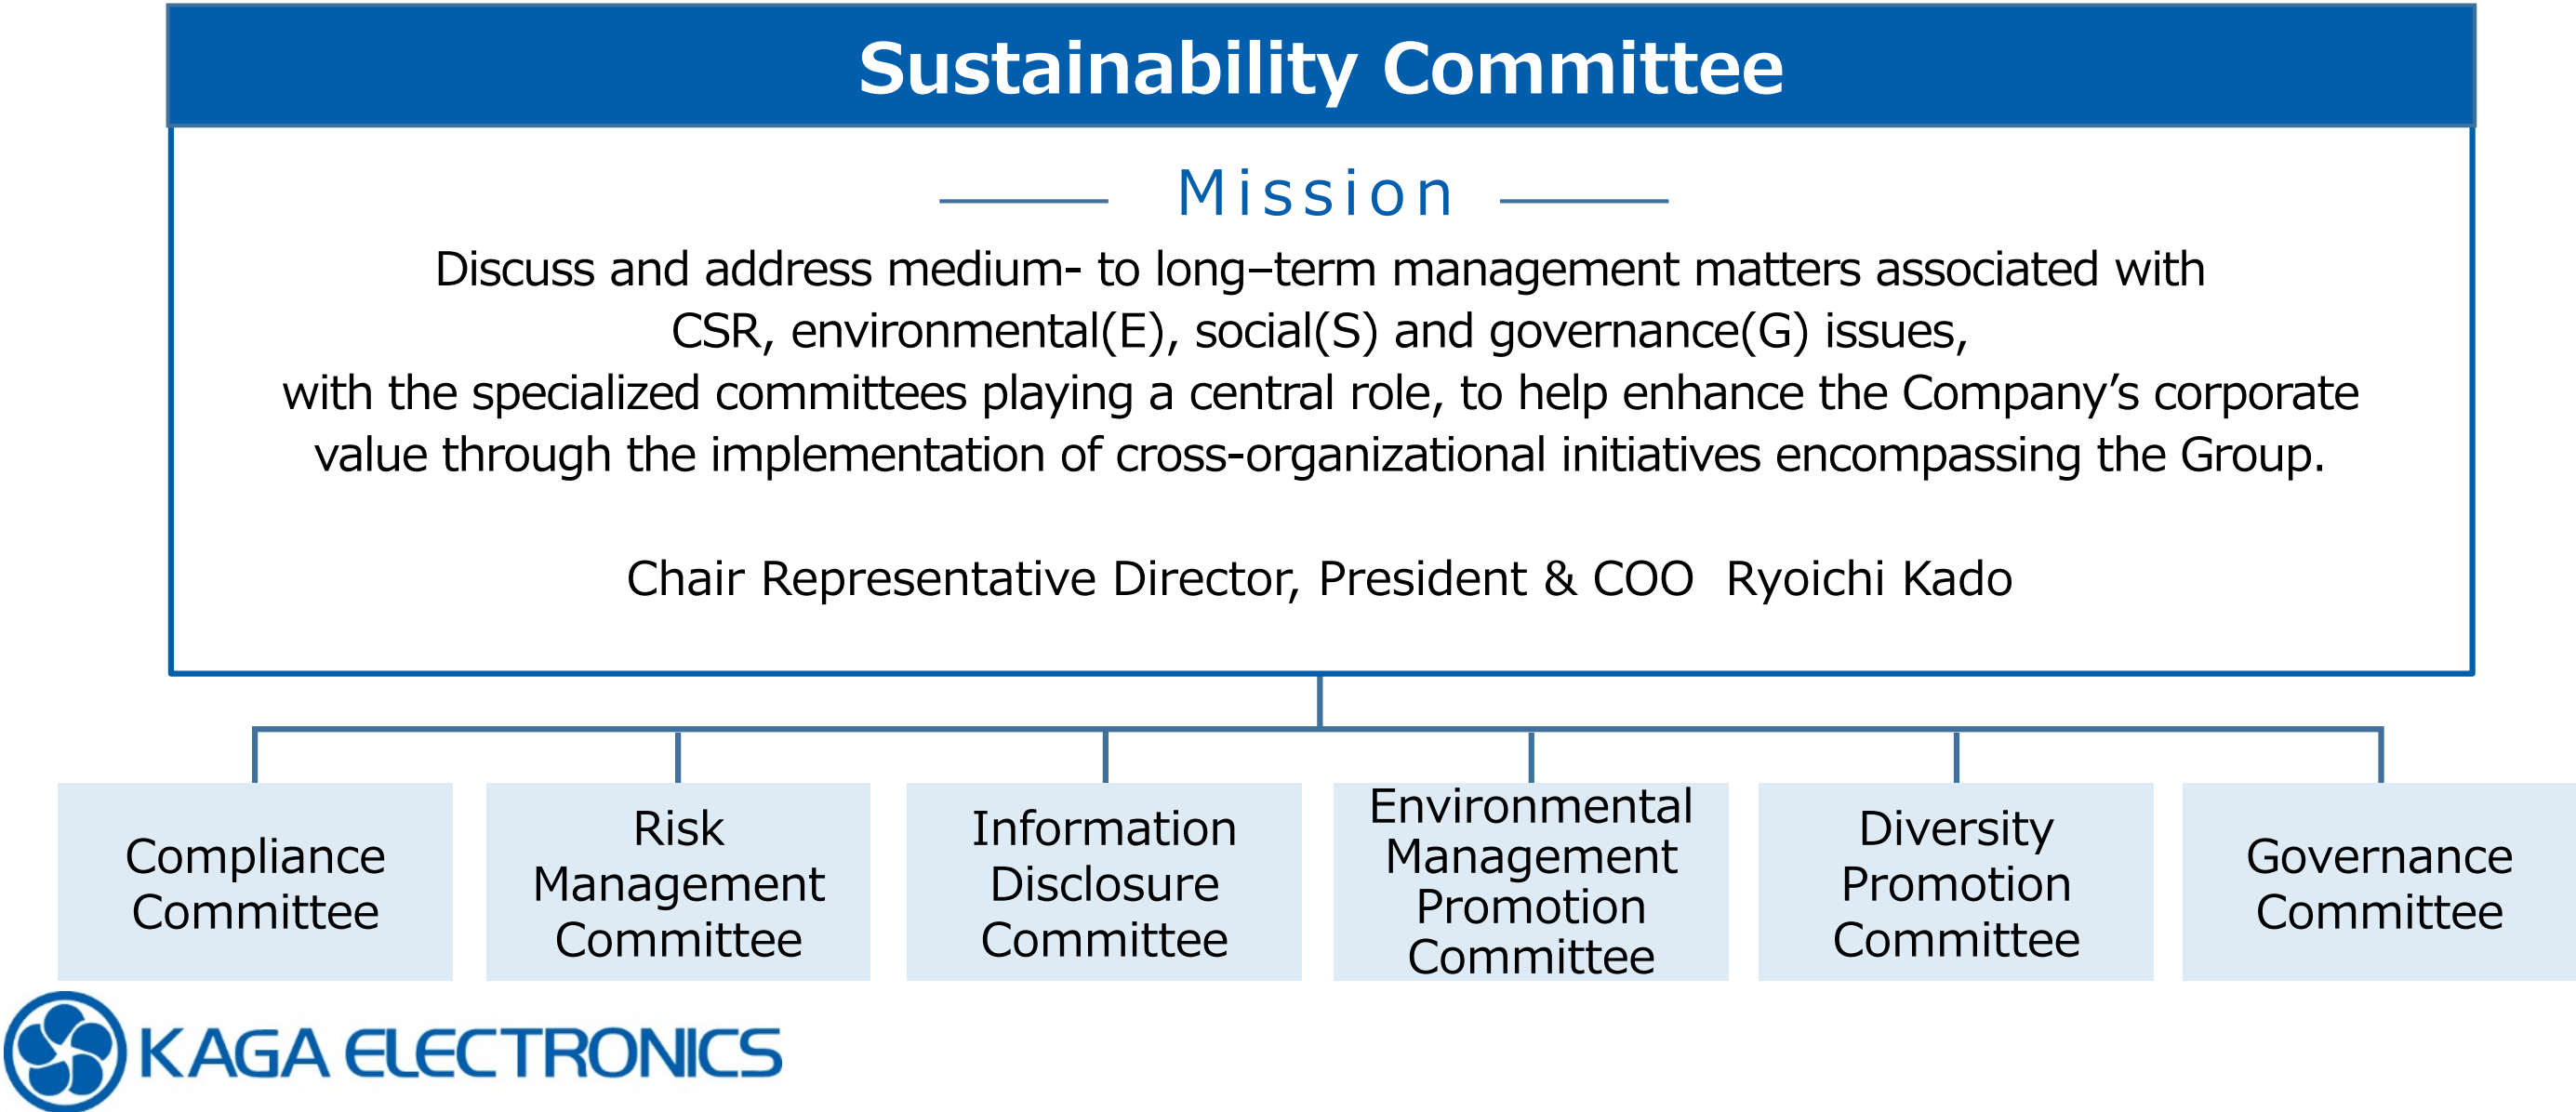 Sustainability Committee
Mission
Discuss and address medium- to long–term management matters associated with
CSR, environmental(E), social(S) and governance(G) issues,
with the specialized committees playing a central role, to help enhance the Company’s corporate
value through the implementation of cross-organizational initiatives encompassing the Group.
Chair Representative Director, President & COO  Ryoichi Kado
Compliance
Committee
Risk
Management
Committee
Information
Disclosure
Committee
Environmental
Management
Promotion
Committee
Diversity
Promotion
Committee
Governance
Committee
KAGA ELECTRONICS